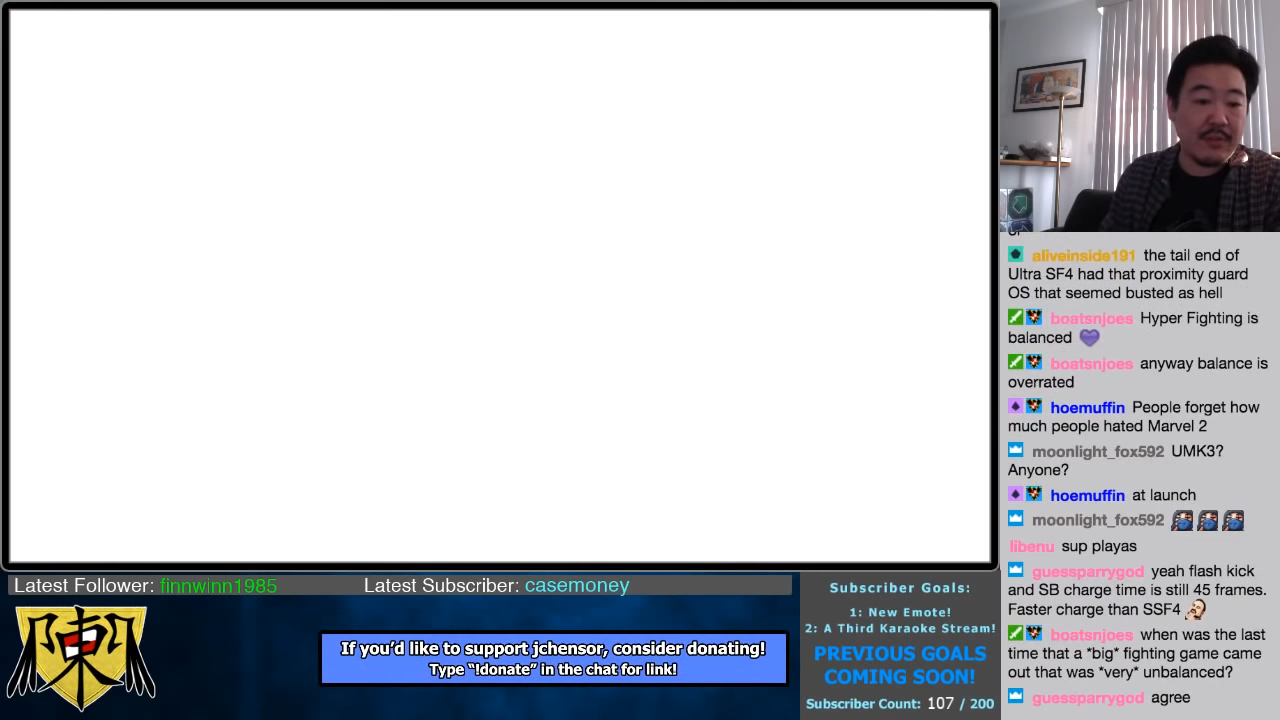 aliveinside191 the tail end of
Ultra SF4 had that proximity guard
OS that seemed busted as hell
boatsnjoes Hyper Fighting is
balanced
boatsnjoes anyway balance is
overrated
hoemuffin People forget how
much people hated Marvel 2
moonlight_fox592 UMK3?
Anyone?
hoemuffin at launch
moonlight_fox592
libenu sup playas
guessparrygod yeah flash kick
and SB charge time is still 45 frames.
Faster charge than SSF4
boatsnjoes when was the last
time that a *big* fighting game came
out that was *very* unbalanced?
guessparrygod agree
Latest Follower: finnwinn1985
Latest Subscriber: casemoney
If you’d like to support jchensor, consider donating!
Type “!donate” in the chat for link!
Subscriber Goals:
1: New Emote!
2: A Third Karaoke Stream!
PREVIOUS GOALS
COMING SOON!
Subscriber Count: 107 / 200